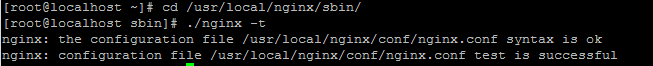 [root@localhost ~]# cd /usr/local/nginx/sbin/
[root@localhost sbin]# ./nginx -t
nginx: the configuration file /usr/local/nginx/conf/nginx.conf syntax is ok
nginx: configuration file /usr/local/nginx/conf/nginx.conf test is successful